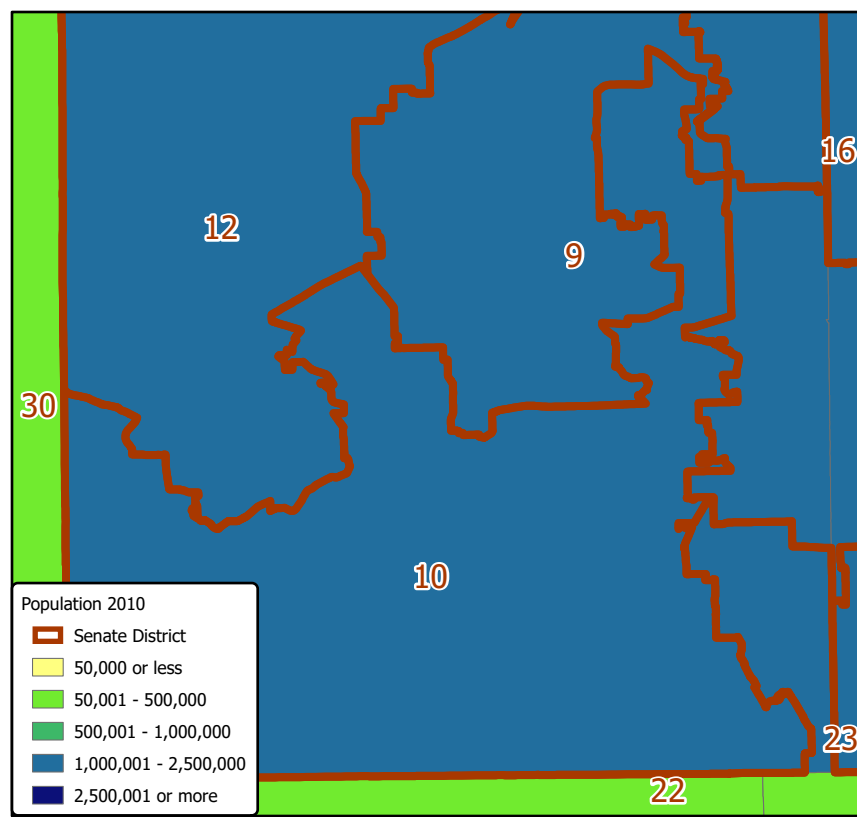 16
12
9
30
10
Population 2010
Senate District
50,000 or less
50,001 - 500,000
500,001 - 1,000,000
1,000,001 - 2,500,000
2,500,001 or more
23
22